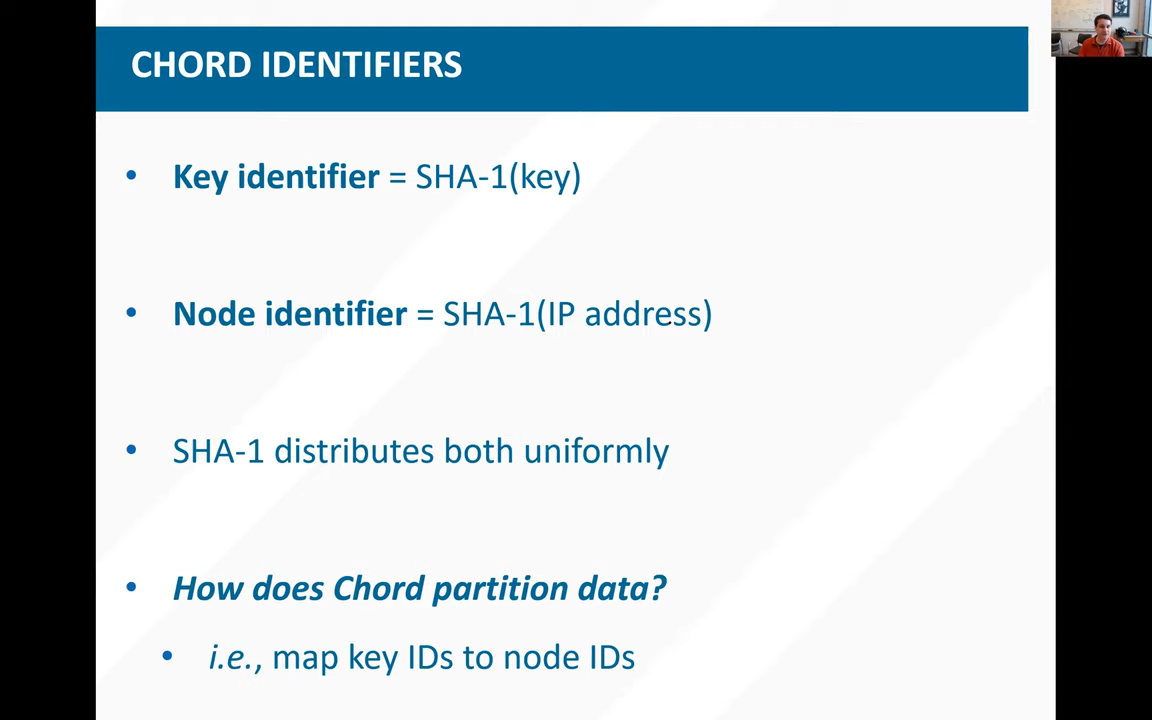 CHORD IDENTIFIERS
• Key identifier = SHA-1(key)
• Node identifier = SHA-1(IP address)
• SHA-1 distributes both uniformly
• How does Chord partition data?
• i.e., map key IDs to node IDs